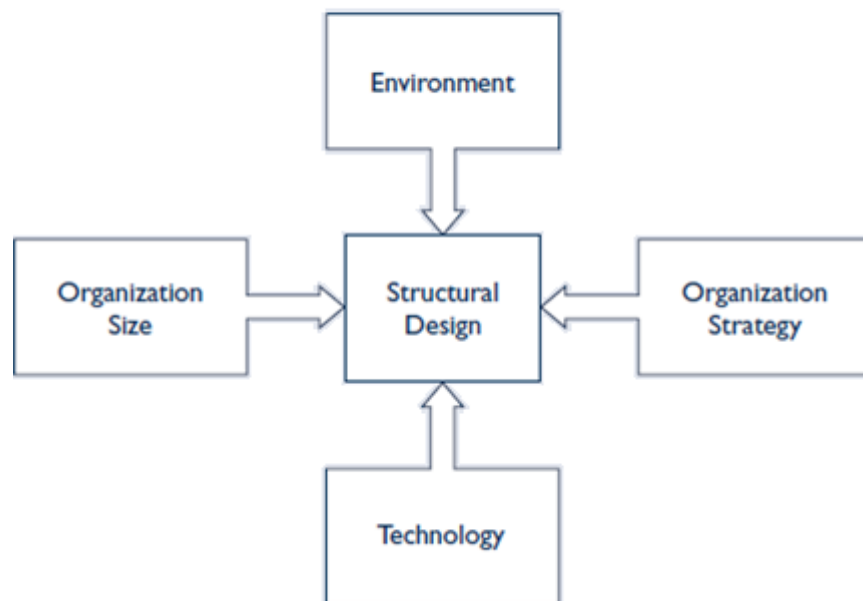 Environment
Organization
Size
Structural
Design
Organization
Strategy
Technology